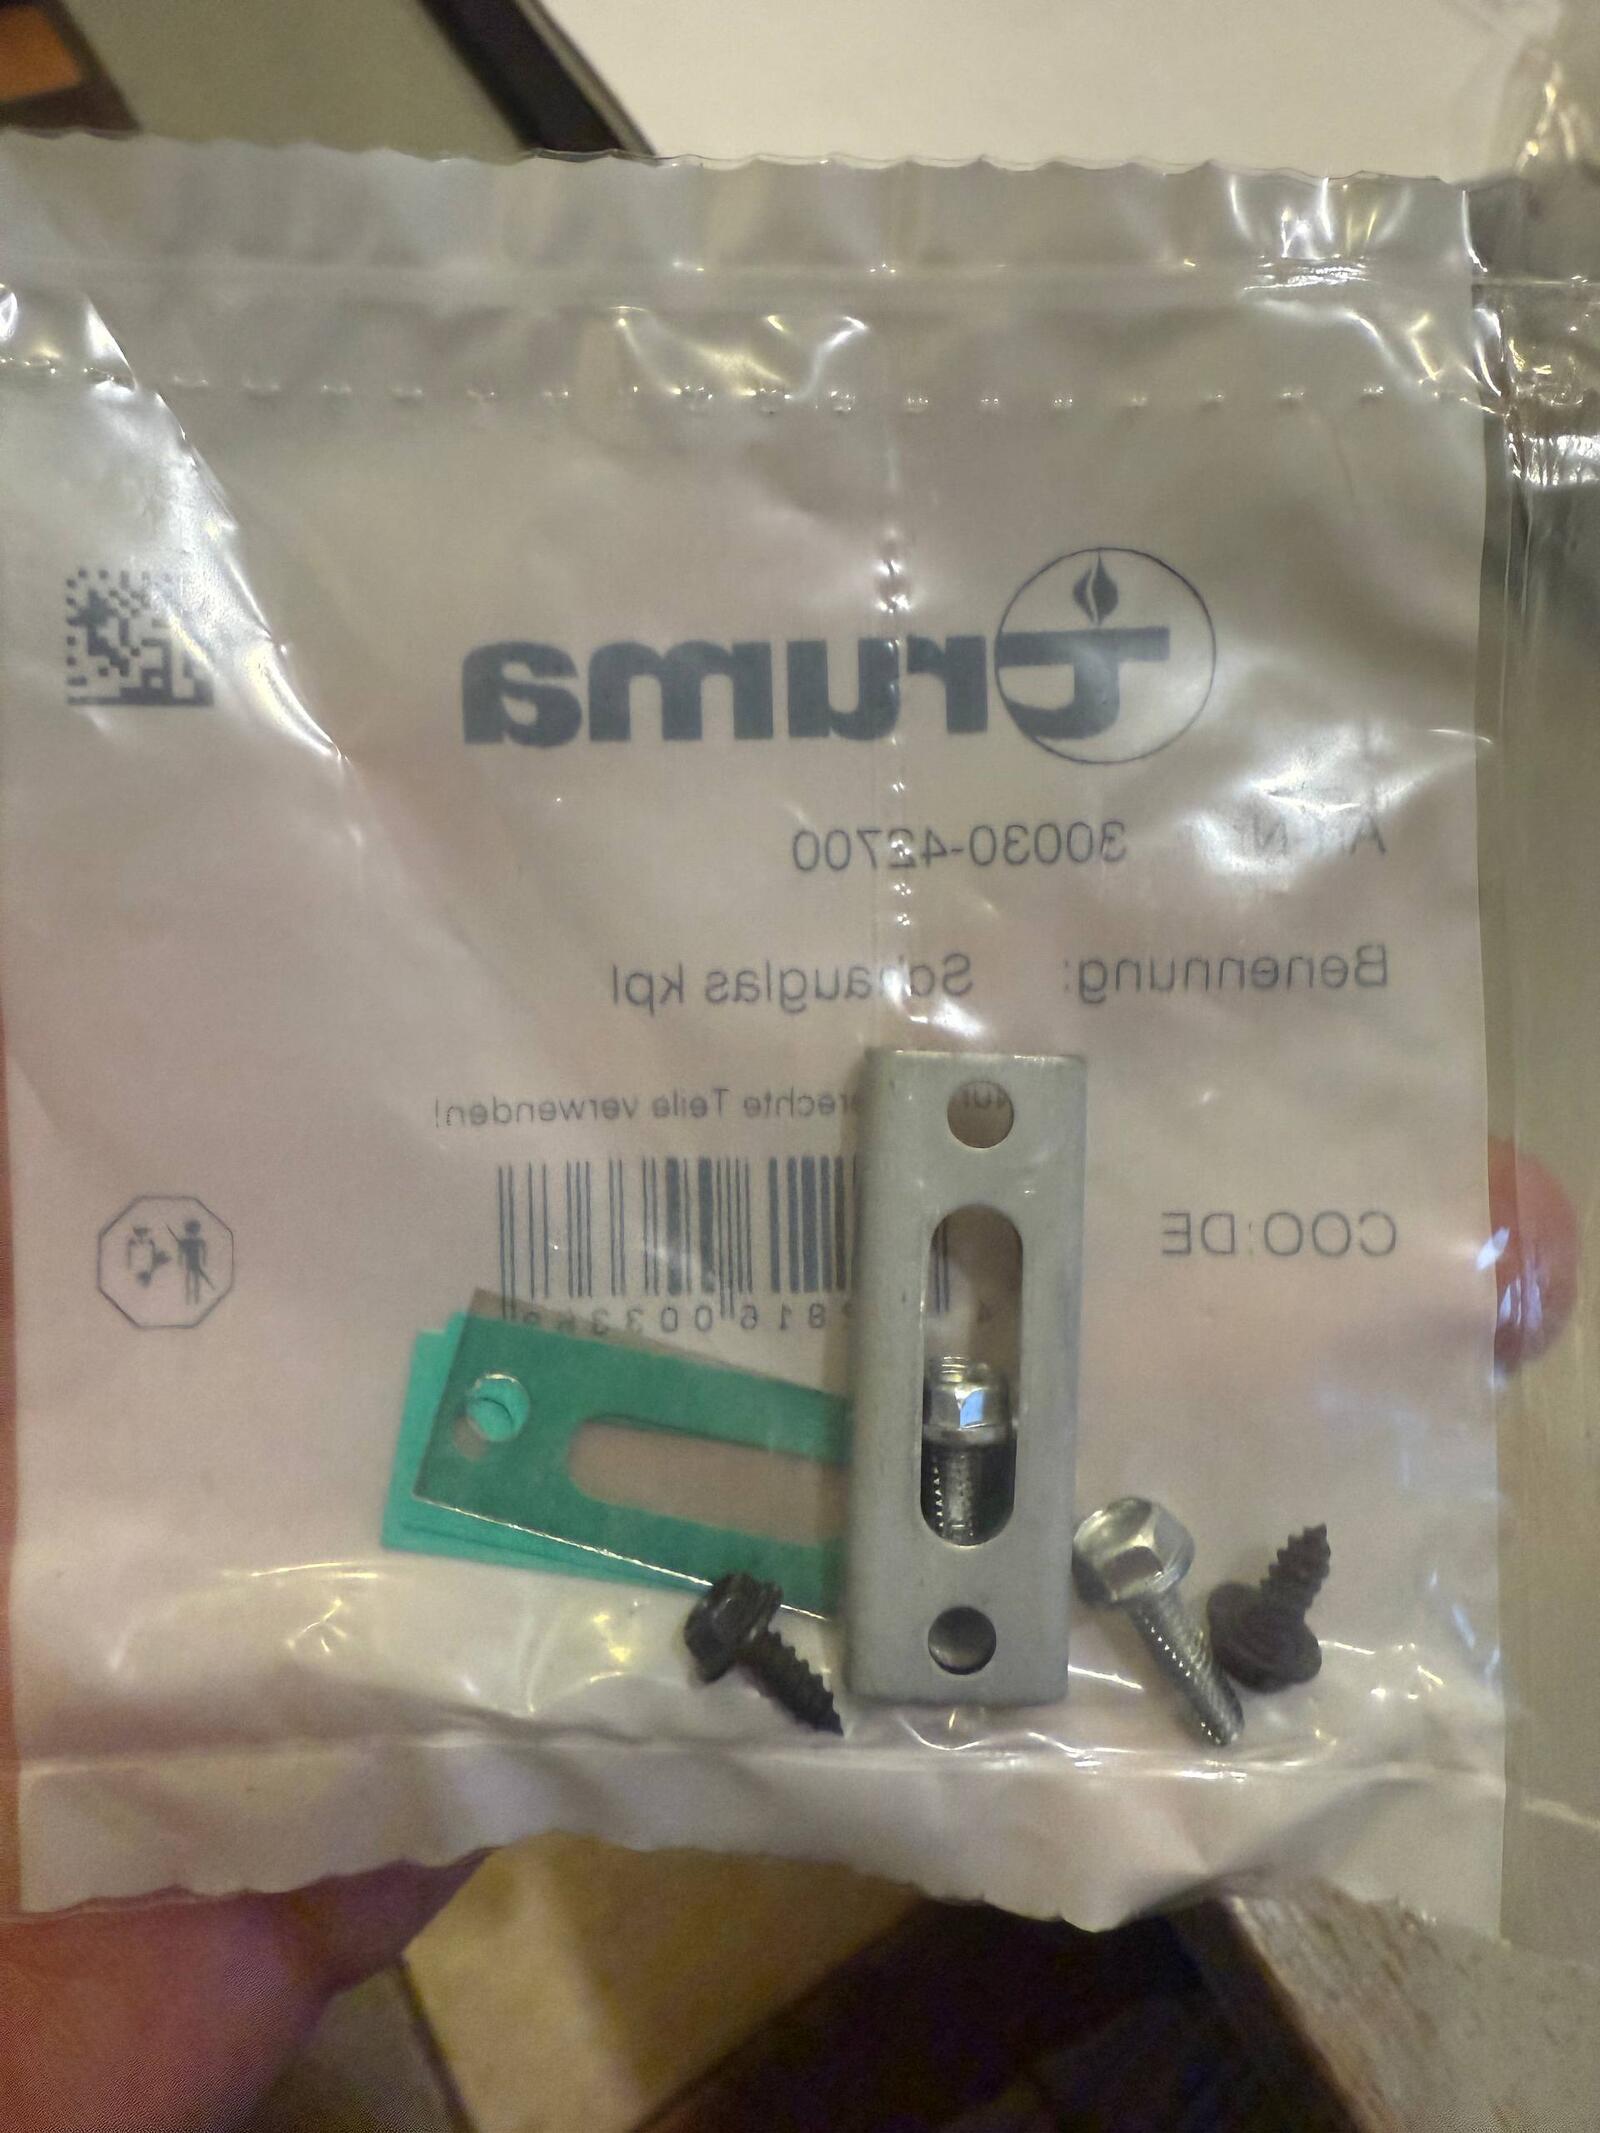 truma
30030-42700
Benennung: Schauglas kpl
Teile verwenden!
COO:DE